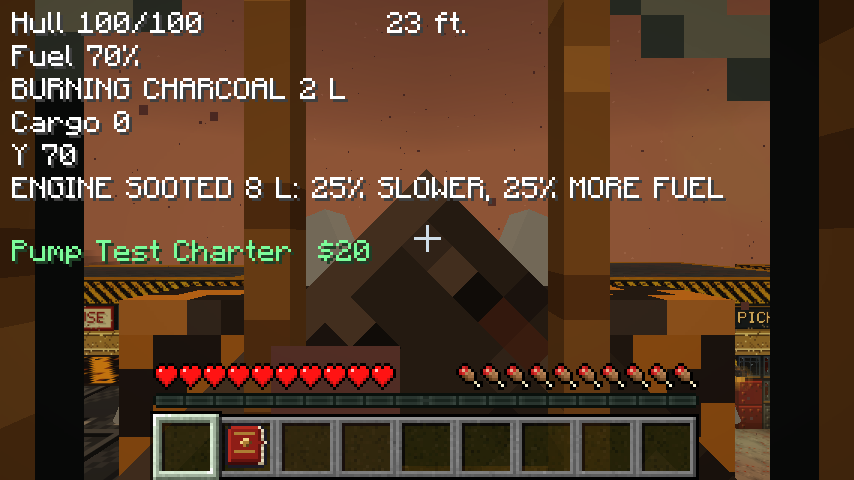 Hull 100/100
23 ft.
Fuel 70%
BURNING CHARCOAL 2 L
Cargo 0
Y 70
ENGINE SOOTED 8 L: 25% SLOWER, 25% MORE FUEL
Pump Test Charter $20
SE
PICK